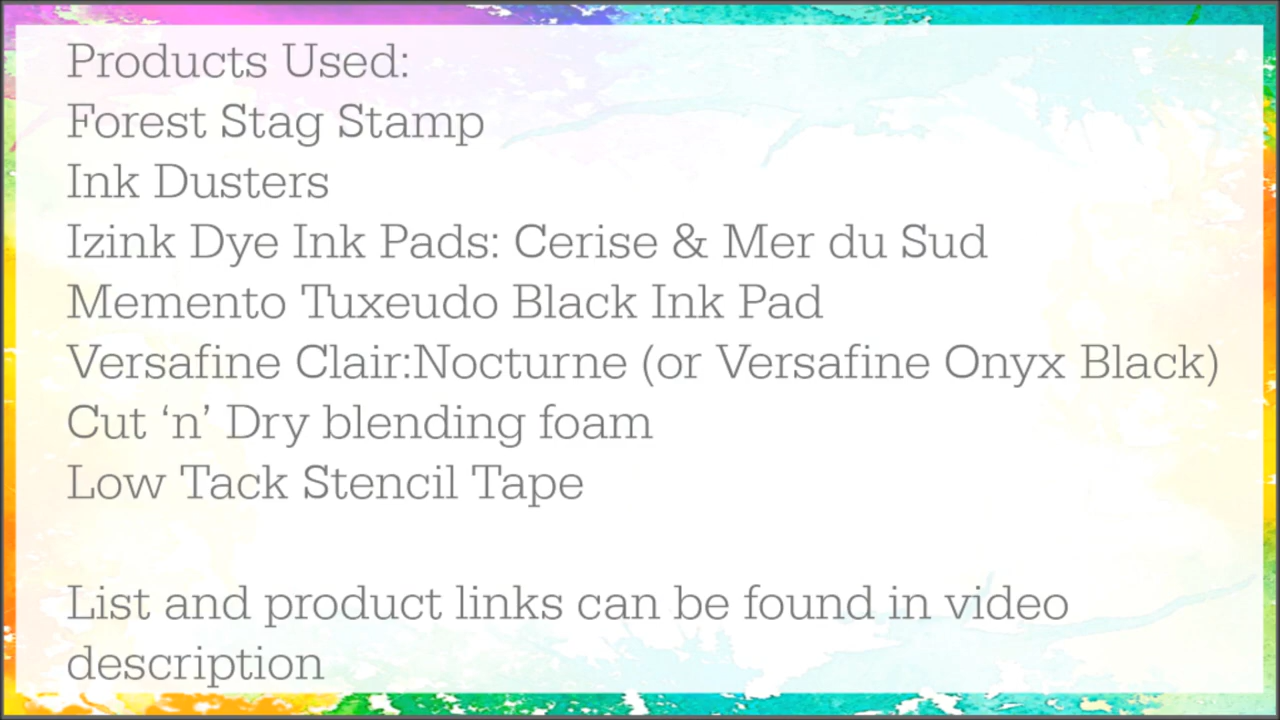 Products Used:
Forest Stag Stamp
Ink Dusters
Izink Dye Ink Pads: Cerise & Mer du Sud
Memento Tuxeudo Black Ink Pad
Versafine Clair:Nocturne (or Versafine Onyx Black)
Cut ‘n’ Dry blending foam
Low Tack Stencil Tape
List and product links can be found in video
description